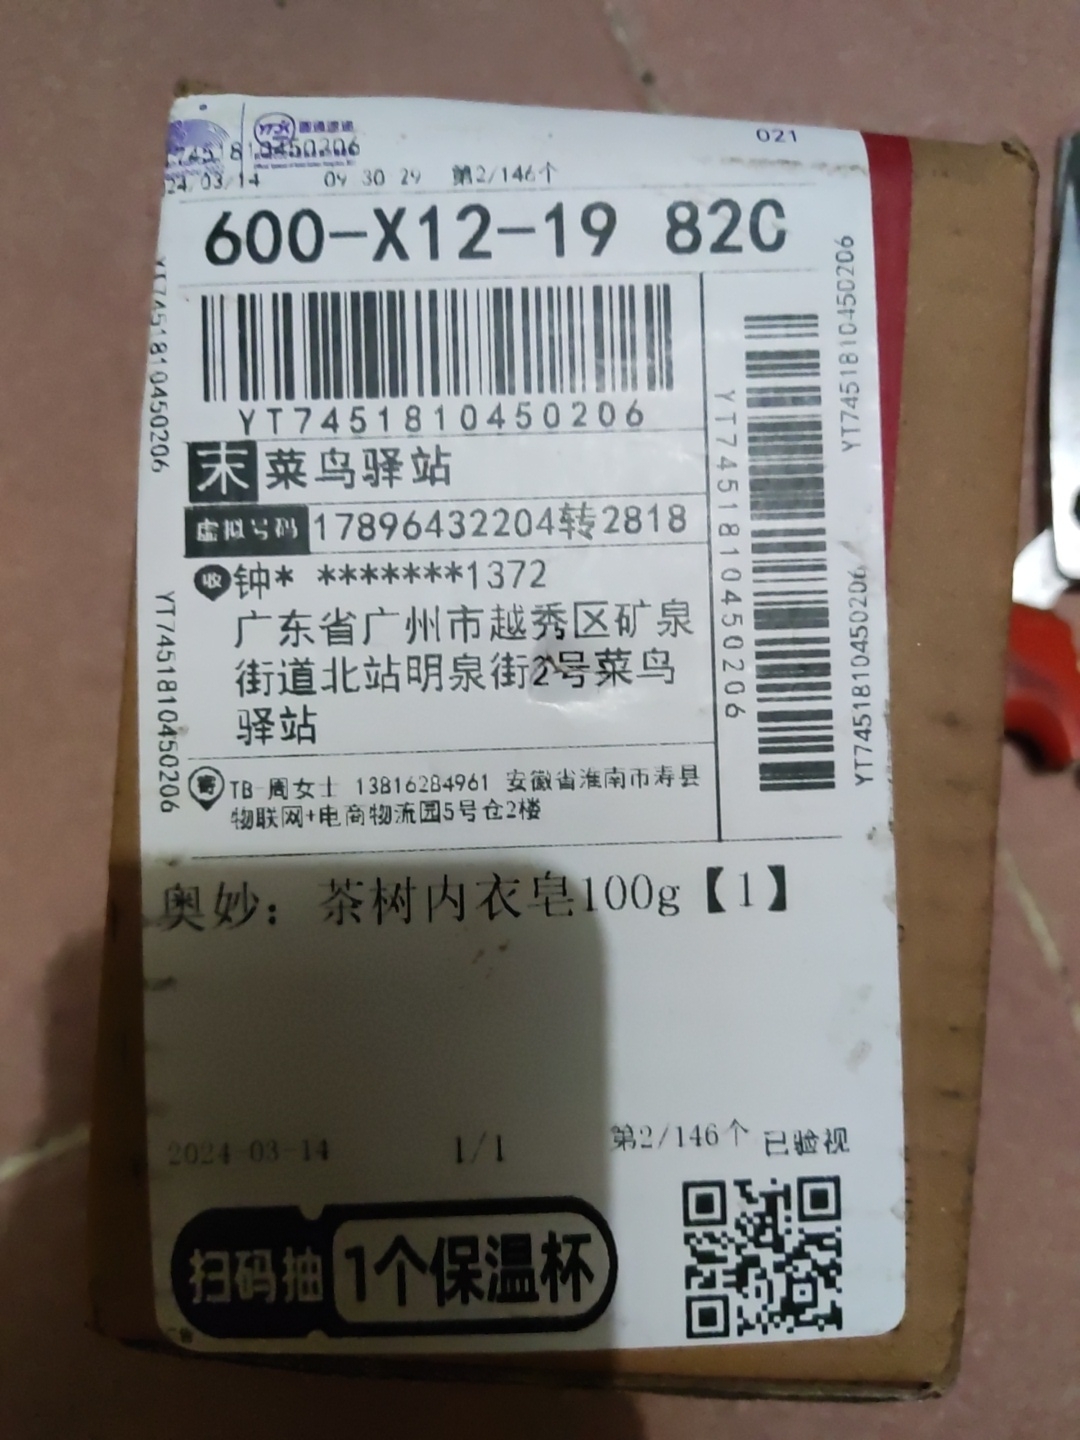 圆通速递
021
YT7451810450206
2024/03/14 09 30 29 第2/146个
600-X12-19 82C
YT7451810450206
末 菜鸟驿站
虚拟号码 17896432204转2818
收 钟* *******1372
广东省广州市越秀区矿泉
街道北站明泉街2号菜鸟
驿站
寄 TB-周女士 13816284961 安徽省淮南市寿县
物联网+电商物流园5号仓2楼
YT7451810450206
YT7451810450206
YT7451810450206
YT7451810450206
YT7451810450206
奥妙：茶树内衣皂100g【1】
2024-03-14 1/1 第2/146个 已验视
扫码抽 1个保温杯